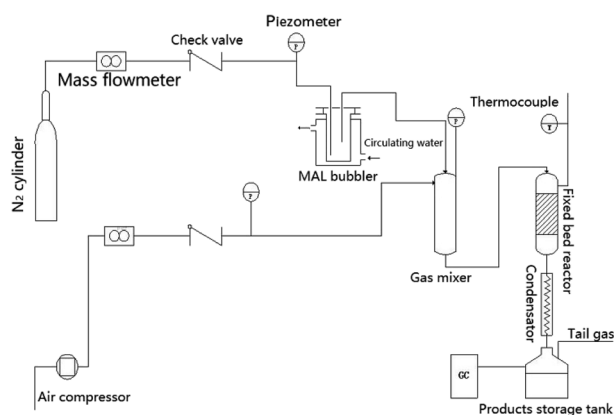 Piezometer
Check valve
P
Mass flowmeter
P
Thermocouple
T
Circulating water
N2 cylinder
MAL bubbler
P
Fixed bed reactor
Gas mixer
Condensator
Tail gas
GC
Air compressor
Products storage tank